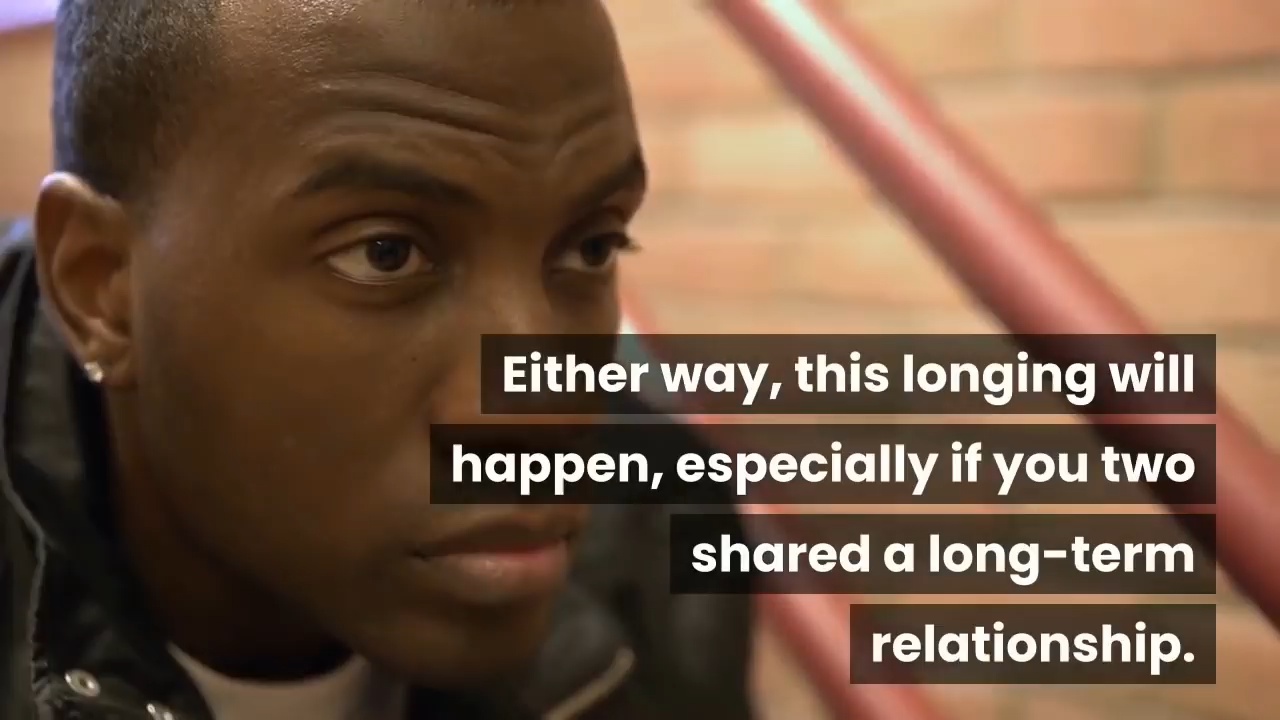 Either way, this longing will
happen, especially if you two
shared a long-term
relationship.